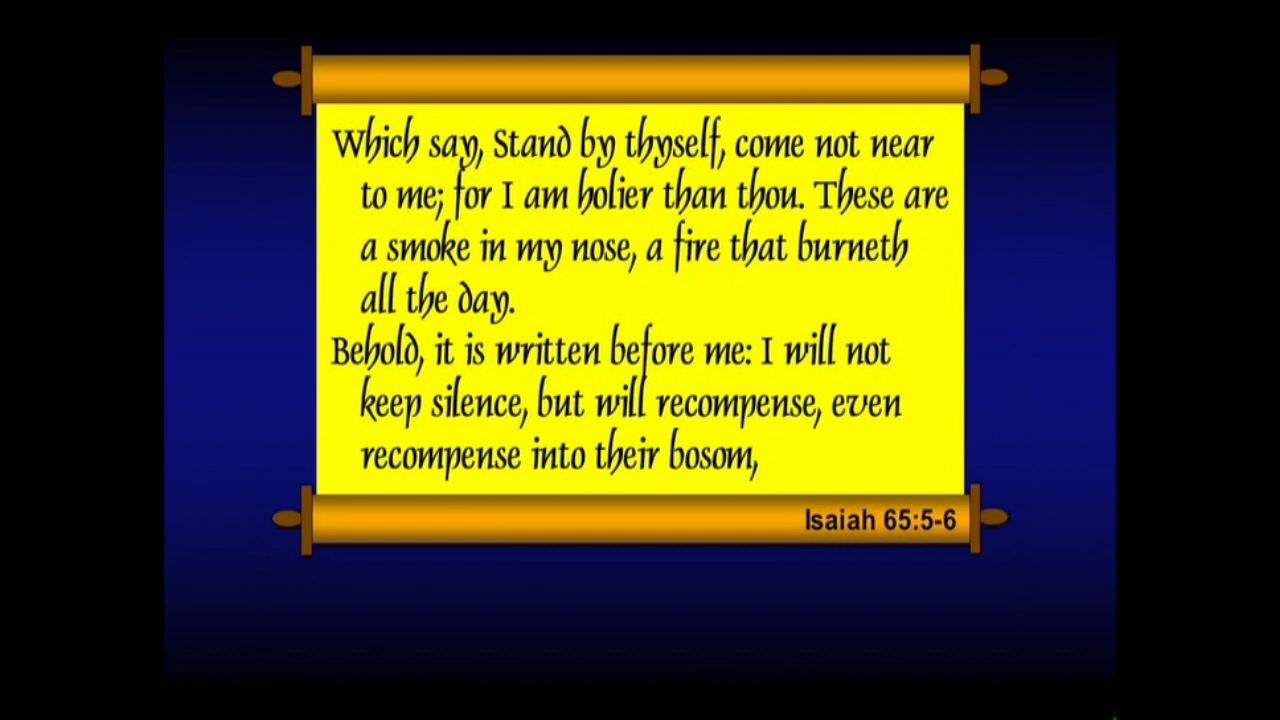 Which say, Stand by thyself, come not near
to me; for I am holier than thou. These are
a smoke in my nose, a fire that burneth
all the day.
Behold, it is written before me: I will not
keep silence, but will recompense, even
recompense into their bosom,
Isaiah 65:5-6